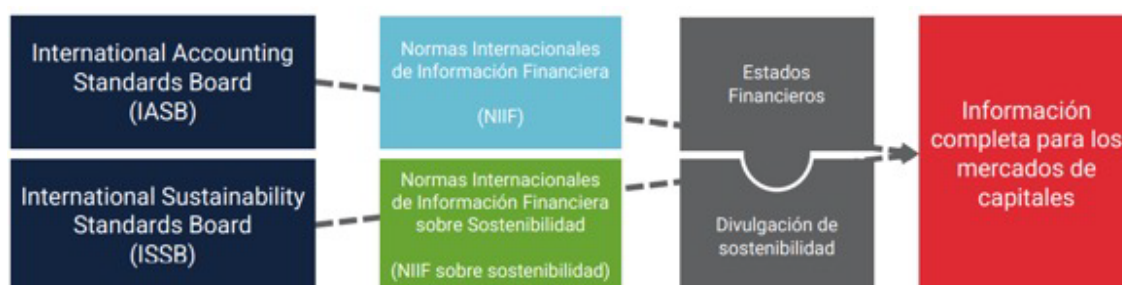 International Accounting
Standards Board
(IASB)
Normas Internacionales
de Información Financiera
(NIIF)
Estados
Financieros
Información
completa para los
mercados de
capitales
International Sustainability
Standards Board
(ISSB)
Normas Internacionales
de Información Financiera
sobre Sostenibilidad
(NIIF sobre sostenibilidad)
Divulgación de
sostenibilidad